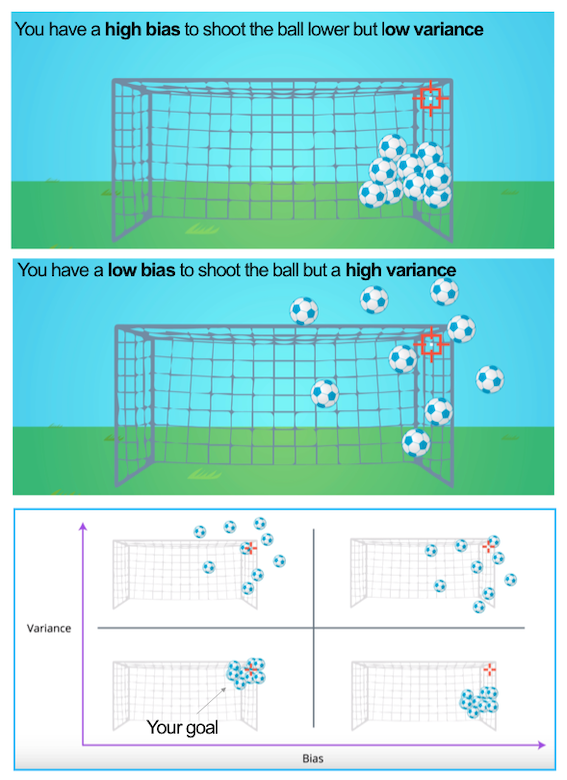 You have a high bias to shoot the ball lower but low variance
You have a low bias to shoot the ball but a high variance
Variance
Your goal
Bias